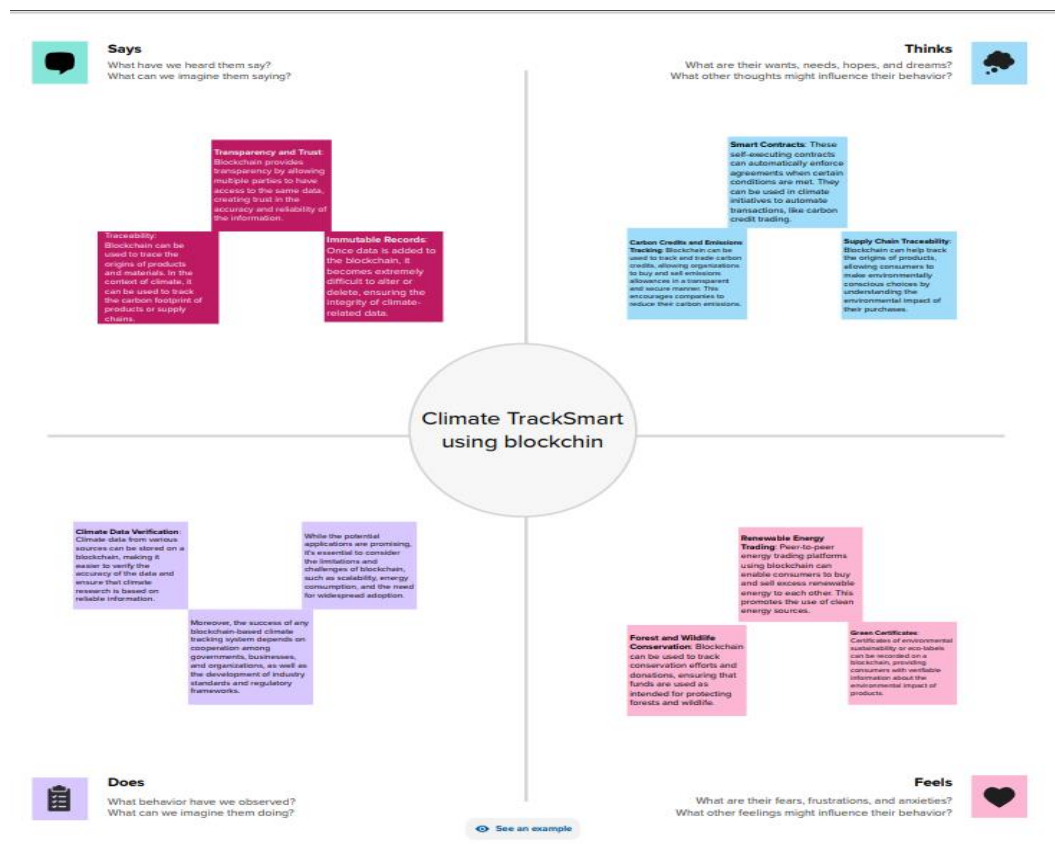 Says
What have we heard them say?
What can we imagine them saying?
Thinks
What are their wants, needs, hopes, and dreams?
What other thoughts might influence their behavior?
Transparency and Trust:
Blockchain provides
transparency by allowing
multiple parties to have
access to the same data,
creating trust in the
accuracy and reliability of
the information.
Traceability:
Blockchain can be
used to trace the
origins of products
and materials. In the
context of climate, it
can be used to track
the carbon footprint of
products or supply
chains.
Immutable Records:
Once data is added to
the blockchain, it
becomes extremely
difficult to alter or
delete, ensuring the
integrity of climate-
related data.
Smart Contracts: These
self-executing contracts
can automatically enforce
agreements when certain
conditions are met. They
can be used in climate
initiatives to automate
transactions, like carbon
credit trading.
Carbon Credits and Emissions
Tracking: Blockchain can be
used to track and trade carbon
credits, allowing organizations
to buy and sell emissions
allowances in a transparent
and secure manner. This
encourages companies to
reduce their carbon emissions.
Supply Chain Traceability:
Blockchain can help track
the origins of products,
allowing consumers to
make environmentally
conscious choices by
understanding the
environmental impact of
their purchases.
Climate TrackSmart
using blockchin
Climate Data Verification:
Climate data from various
sources can be stored on a
blockchain, making it
easier to verify the
accuracy of the data and
ensure that climate
research is based on
reliable information.
While the potential
applications are promising,
it's essential to consider
the limitations and
challenges of blockchain,
such as scalability, energy
consumption, and the need
for widespread adoption.
Moreover, the success of any
blockchain-based climate
tracking system depends on
cooperation among
governments, businesses,
and organizations, as well as
the development of industry
standards and regulatory
frameworks.
Renewable Energy
Trading: Peer-to-peer
energy trading platforms
using blockchain can
enable consumers to buy
and sell excess renewable
energy to each other. This
promotes the use of clean
energy sources.
Forest and Wildlife
Conservation: Blockchain
can be used to track
conservation efforts and
donations, ensuring that
funds are used as
intended for protecting
forests and wildlife.
Green Certificates:
Certificates of environmental
sustainability or eco-labels
can be recorded on a
blockchain, providing
consumers with verifiable
information about the
environmental impact of
products.
Does
What behavior have we observed?
What can we imagine them doing?
Feels
What are their fears, frustrations, and anxieties?
What other feelings might influence their behavior?
See an example